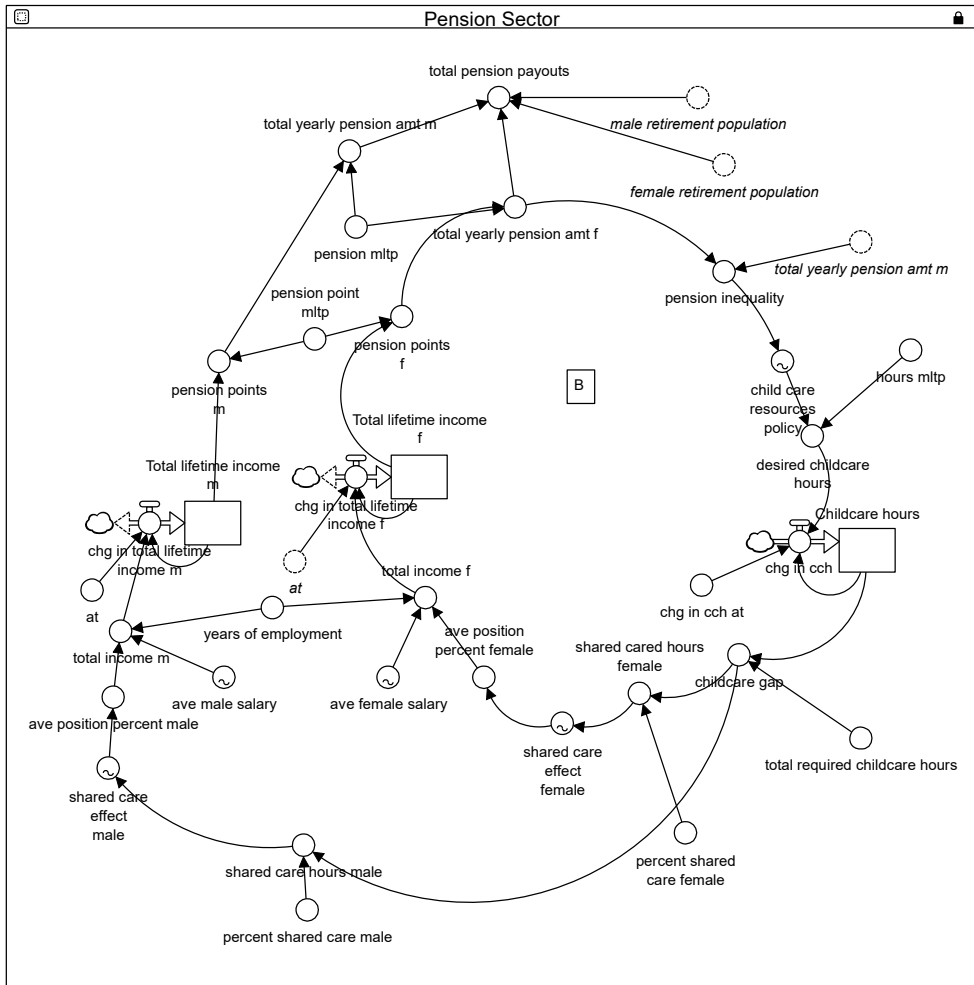 Pension Sector
total pension payouts
male retirement population
total yearly pension amt m
female retirement population
total yearly pension amt f
pension mltp
total yearly pension amt m
pension inequality
pension point
mltp
pension points
f
hours mltp
pension points
m
B
child care
resources
policy
Total lifetime income
f
desired childcare
hours
Total lifetime income
m
chg in total lifetime
income f
Childcare hours
chg in total lifetime
income m
chg in cch
at
total income f
chg in cch at
at
years of employment
ave position
percent female
shared cared hours
female
total income m
childcare gap
ave male salary
ave female salary
ave position percent male
shared care
effect
female
total required childcare hours
shared care
effect
male
percent shared
care female
shared care hours male
percent shared care male